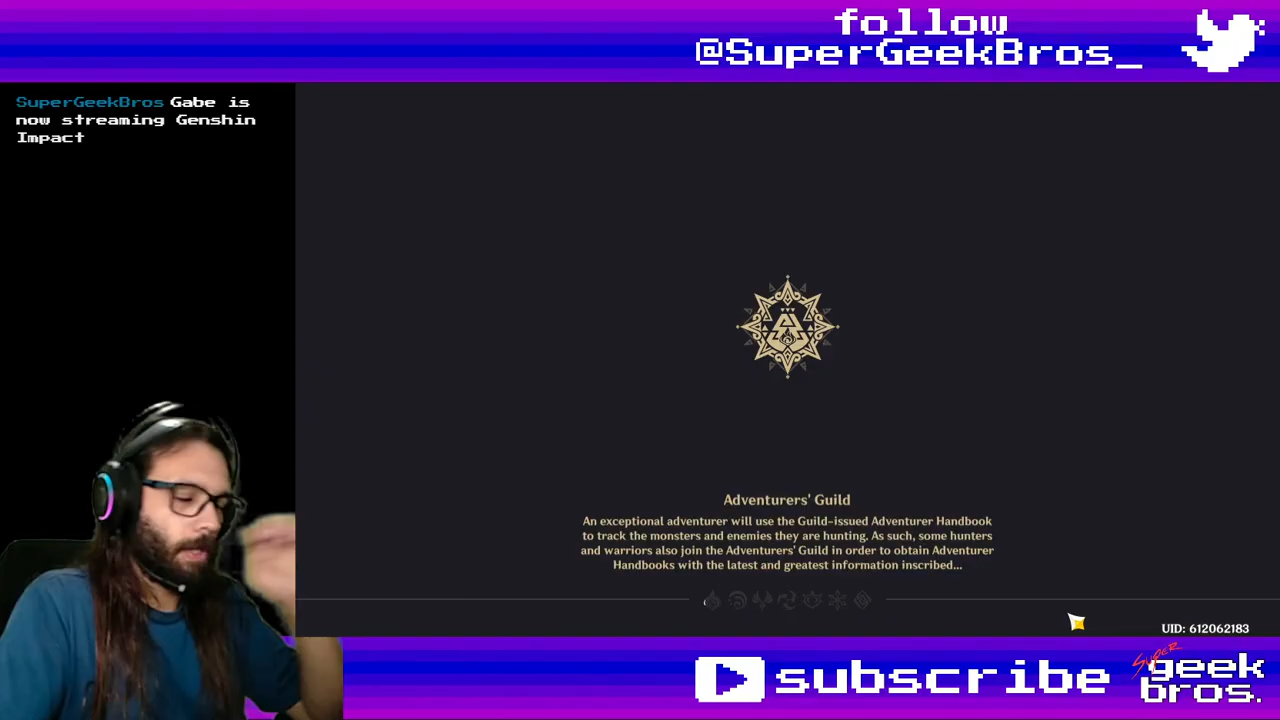 follow
@SuperGeekBros_
SuperGeekBros Gabe is
now streaming Genshin
Impact
Adventurers' Guild
An exceptional adventurer will use the Guild-issued Adventurer Handbook
to track the monsters and enemies they are hunting. As such, some hunters
and warriors also join the Adventurers' Guild in order to obtain Adventurer
Handbooks with the latest and greatest information inscribed...
UID: 612062183
subscribe
SUPER
geek
bros.